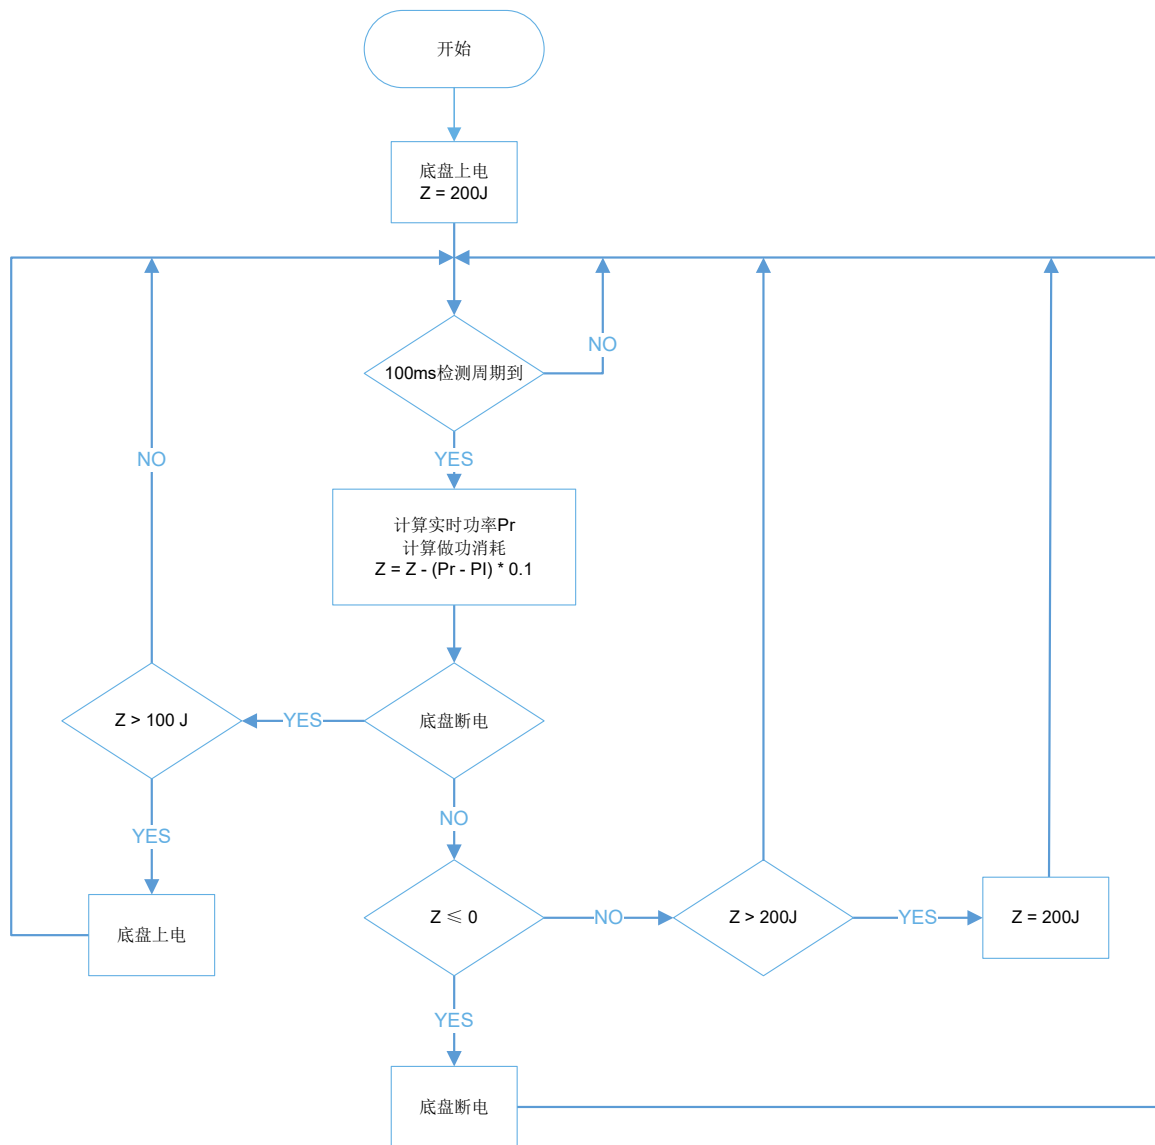 开始
底盘上电
Z = 200J
100ms检测周期到
NO
YES
NO
计算实时功率Pr
计算做功消耗
Z = Z - (Pr - PI) * 0.1
Z > 100 J
YES
底盘断电
YES
NO
底盘上电
Z ≤ 0
NO
Z > 200J
YES
Z = 200J
YES
底盘断电